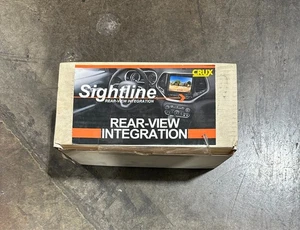 CRUX
Sightline
REAR-VIEW INTEGRATION
REAR-VIEW
INTEGRATION